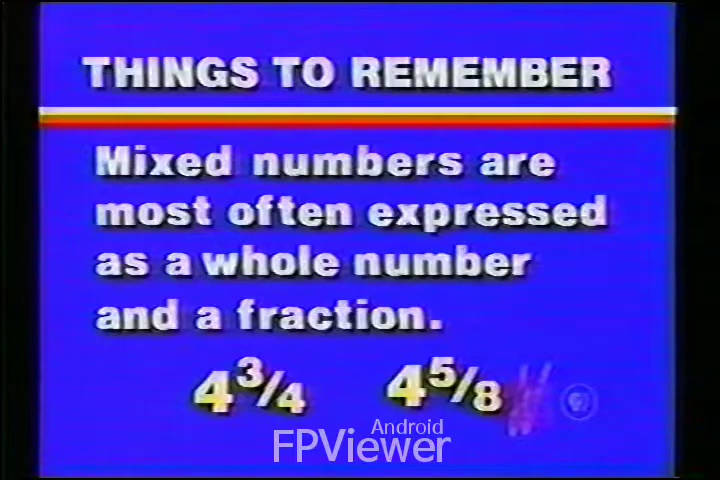 THINGS TO REMEMBER
Mixed numbers are
most often expressed
as a whole number
and a fraction.
4 3/4 4 5/8
Android
FPViewer